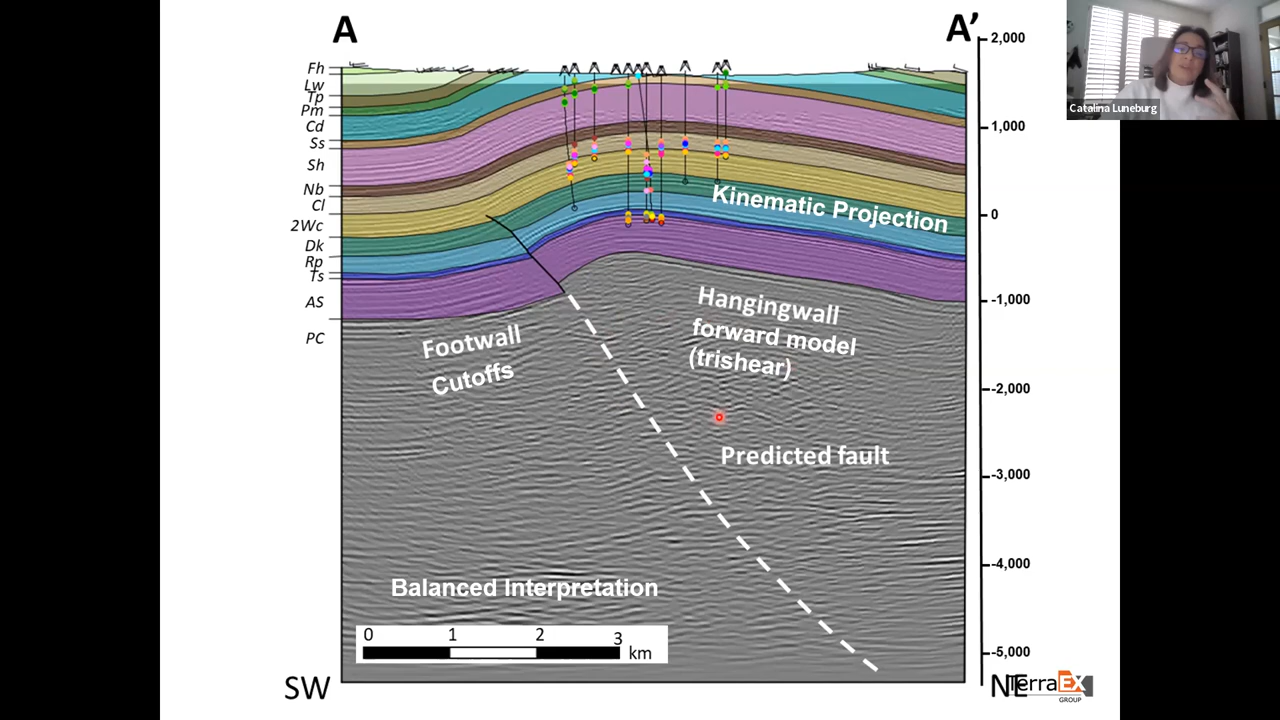 A
A'
2,000
Catalina Luneburg
Fh
Lw
Tp
Pm
Cd
1,000
Ss
Sh
Nb
Cl
Kinematic Projection
0
2Wc
Dk
Rp
Ts
AS
-1,000
PC
Footwall
Cutoffs
Hangingwall
forward model
(trishear)
-2,000
Predicted fault
-3,000
-4,000
Balanced Interpretation
0 1 2 3
km
-5,000
SW
NE
TerraEX
GROUP